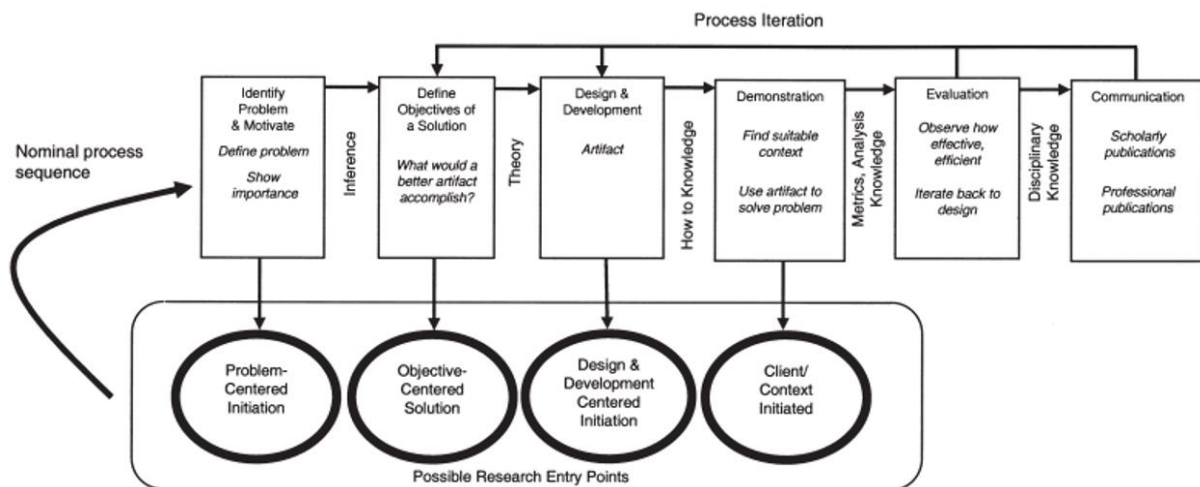 Process Iteration
Nominal process
sequence
Identify
Problem
& Motivate
Define problem
Show
importance
Inference
Define
Objectives of
a Solution
What would a
better artifact
accomplish?
Theory
Design &
Development
Artifact
How to Knowledge
Demonstration
Find suitable
context
Use artifact to
solve problem
Metrics, Analysis
Knowledge
Evaluation
Observe how
effective,
efficient
Iterate back to
design
Disciplinary
Knowledge
Communication
Scholarly
publications
Professional
publications
Problem-
Centered
Initiation
Objective-
Centered
Solution
Design &
Development
Centered
Initiation
Client/
Context
Initiated
Possible Research Entry Points